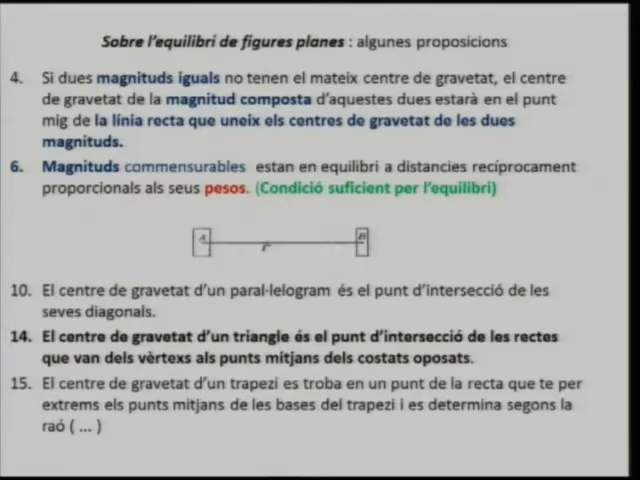 Sobre l'equilibri de figures planes : algunes proposicions
4. Si dues magnituds iguals no tenen el mateix centre de gravetat, el centre
de gravetat de la magnitud composta d'aquestes dues estarà en el punt
mig de la línia recta que uneix els centres de gravetat de les dues
magnituds.
6. Magnituds commensurables estan en equilibri a distancies recíprocament
proporcionals als seus pesos. (Condició suficient per l'equilibri)
A B
Γ
10. El centre de gravetat d'un paral·lelogram és el punt d'intersecció de les
seves diagonals.
14. El centre de gravetat d'un triangle és el punt d'intersecció de les rectes
que van dels vèrtexs als punts mitjans dels costats oposats.
15. El centre de gravetat d'un trapezi es troba en un punt de la recta que te per
extrems els punts mitjans de les bases del trapezi i es determina segons la
raó ( ... )